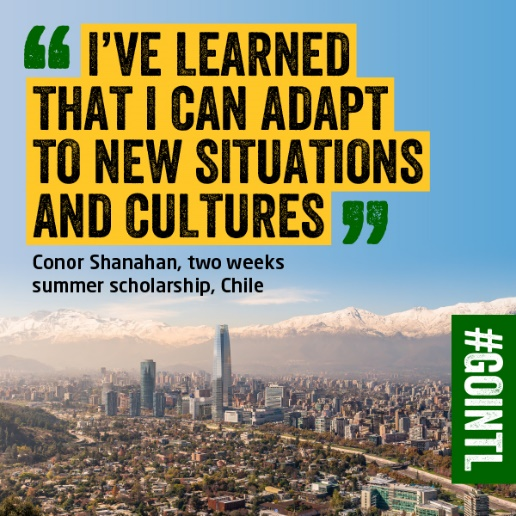 “ I’VE LEARNED
THAT I CAN ADAPT
TO NEW SITUATIONS
AND CULTURES ”
Conor Shanahan, two weeks
summer scholarship, Chile
#GOINTL